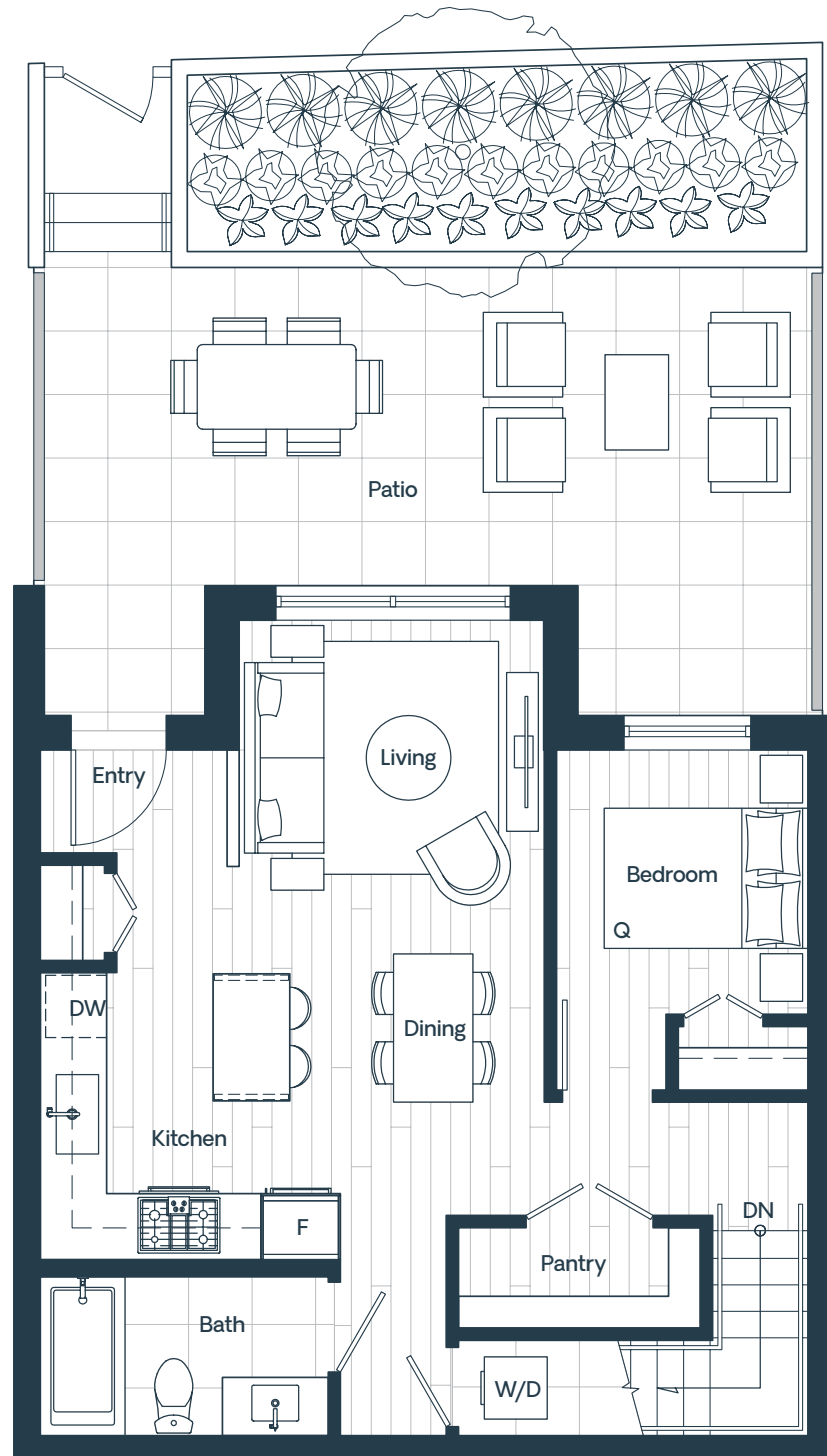 Patio
Entry
Living
Bedroom
Q
DW
Dining
Kitchen
F
DN
Pantry
Bath
W/D